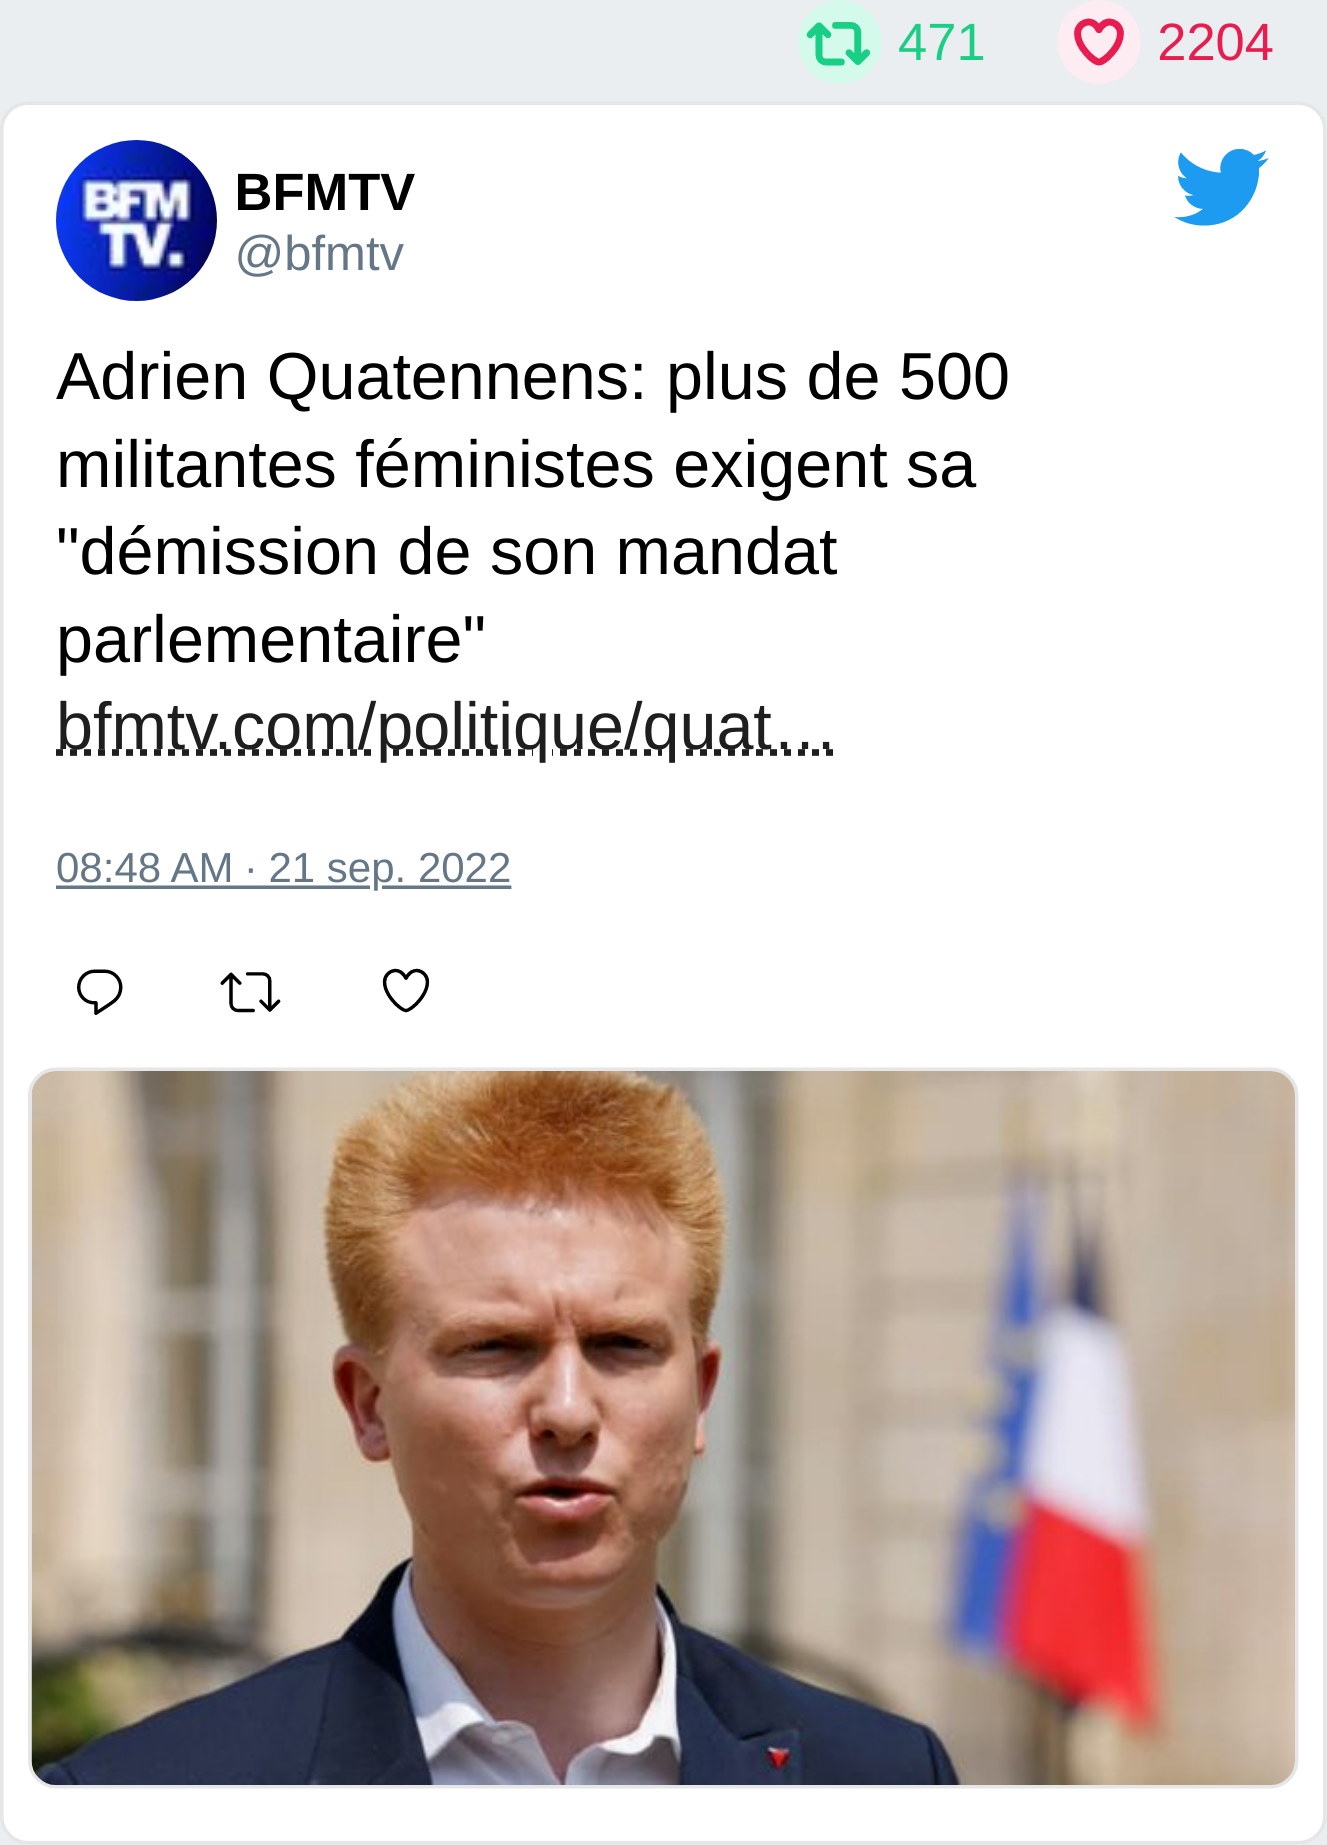 471 2204
BFM
TV.
BFMTV
@bfmtv
Adrien Quatennens: plus de 500
militantes féministes exigent sa
"démission de son mandat
parlementaire"
bfmtv.com/politique/quat…
08:48 AM · 21 sep. 2022